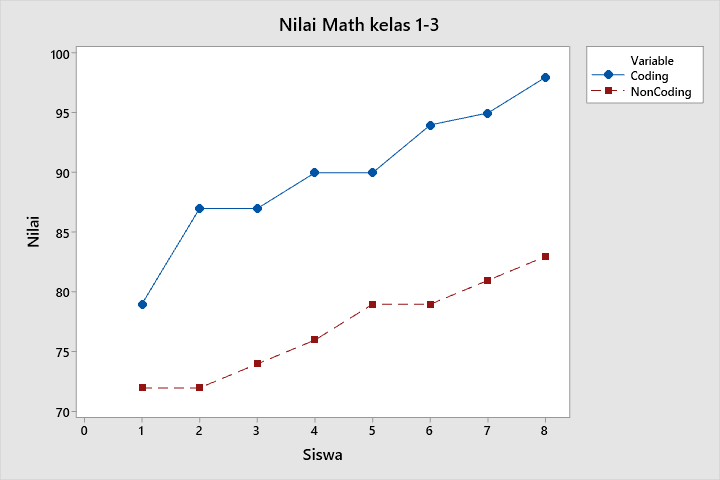 Nilai Math kelas 1-3
100
95
90
85
80
75
70
Nilai
0 1 2 3 4 5 6 7 8
Siswa
Variable
Coding
NonCoding